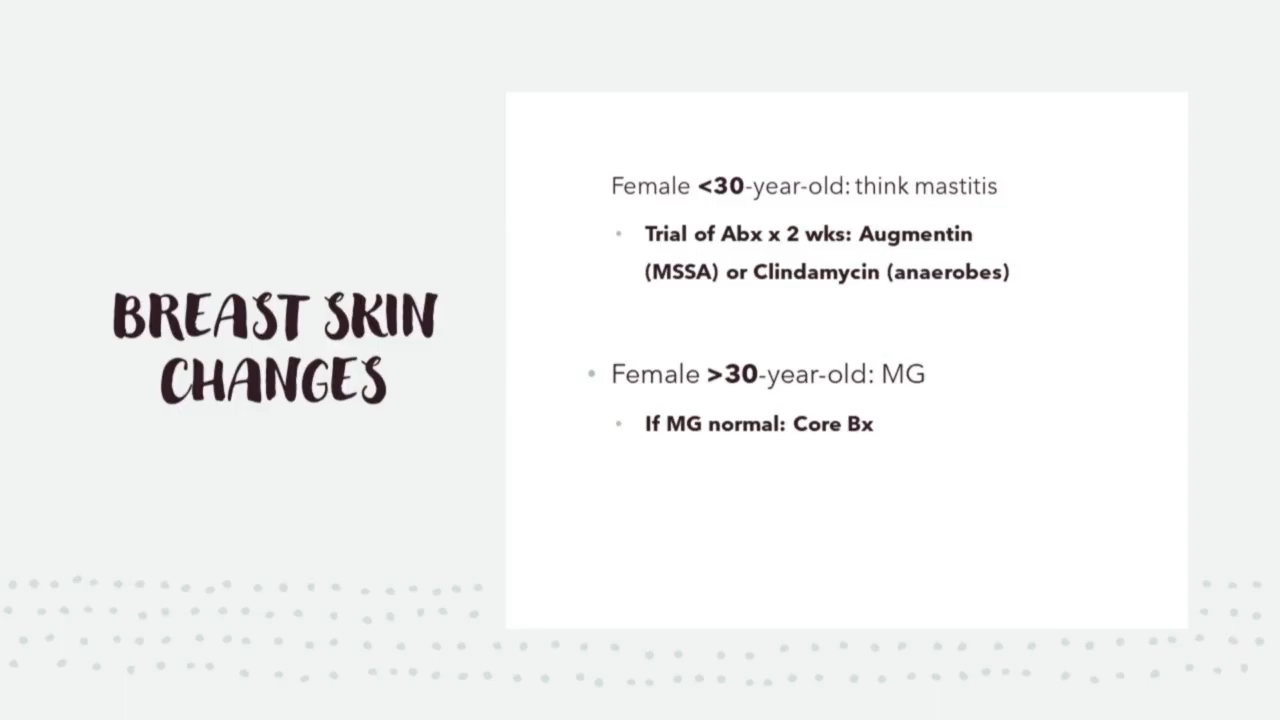 BREAST SKIN
CHANGES
Female <30-year-old: think mastitis
• Trial of Abx x 2 wks: Augmentin
(MSSA) or Clindamycin (anaerobes)
• Female >30-year-old: MG
• If MG normal: Core Bx